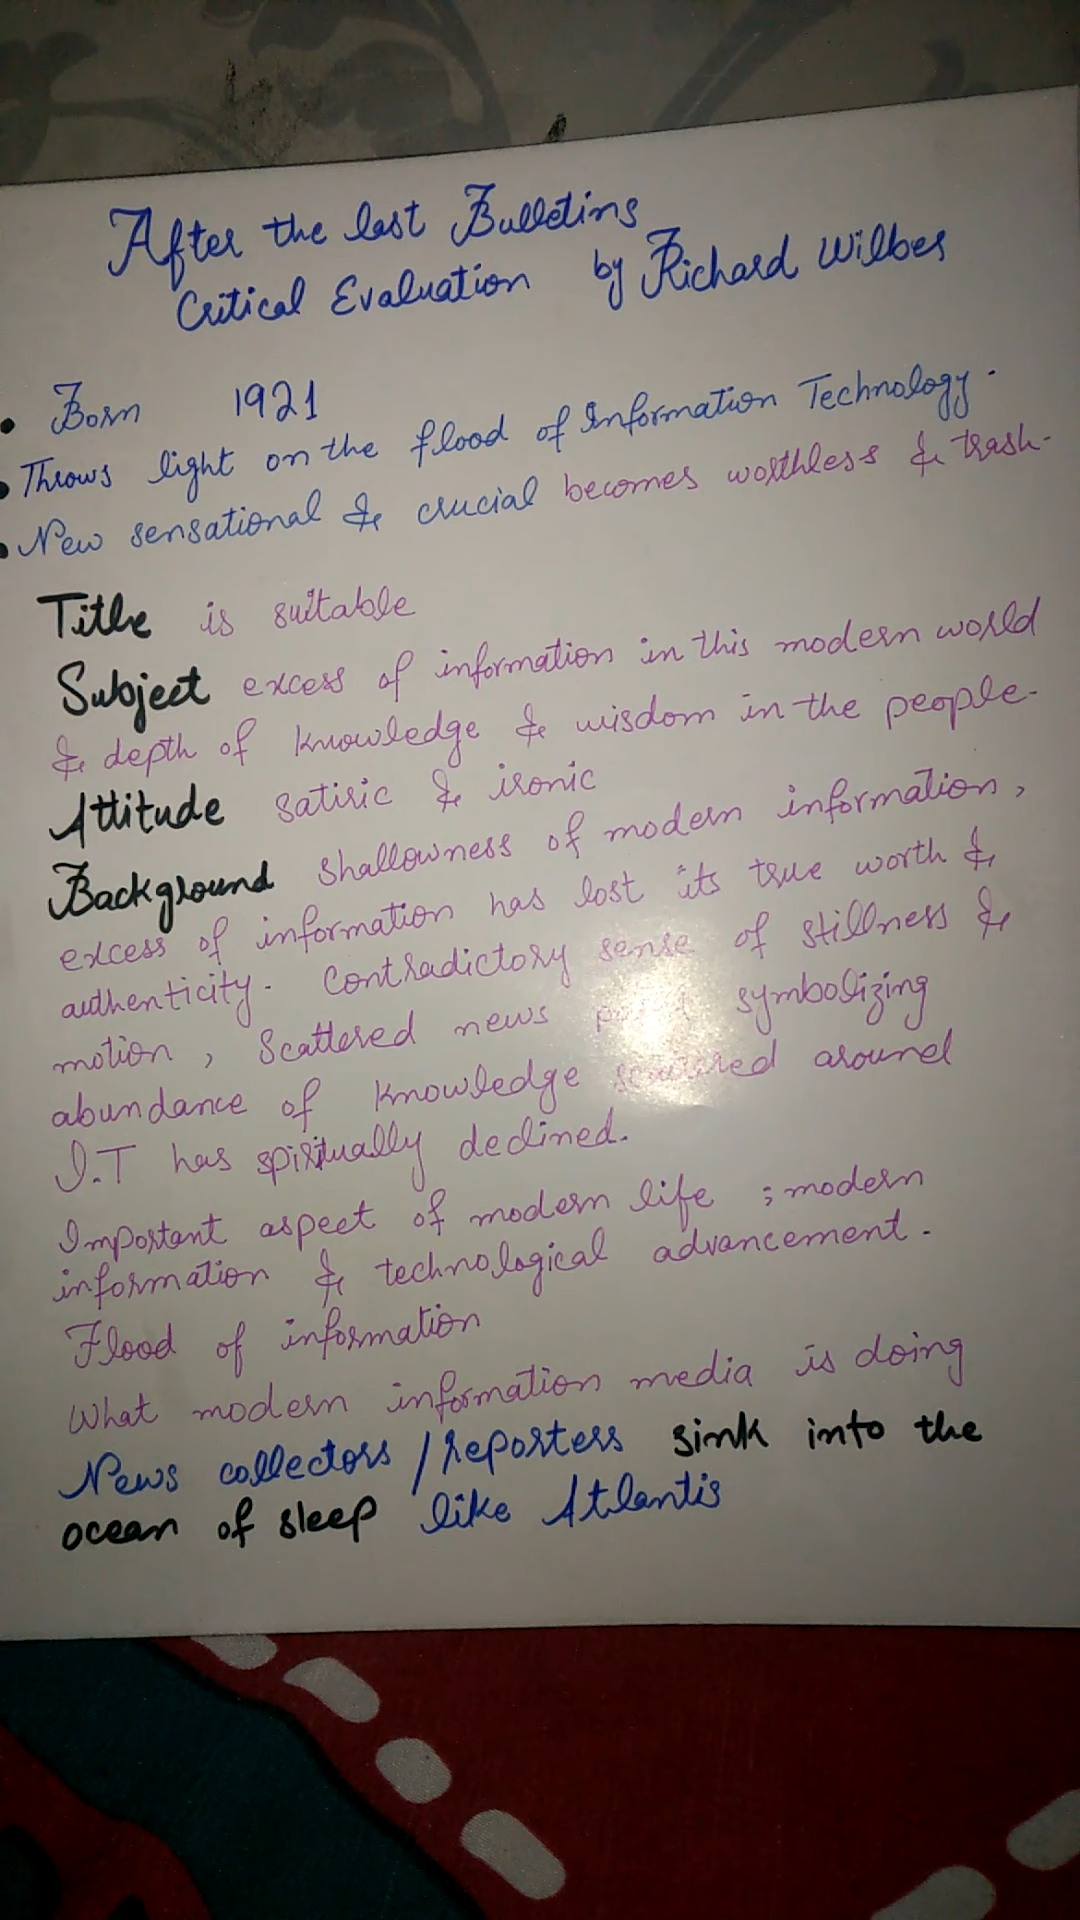 After the last Bulletins
Critical Evaluation by Richard Wilber
• Born 1921
• Throws light on the flood of Information Technology.
• New sensational & crucial becomes worthless & trash.
Title is suitable
Subject excess of information in this modern world
& depth of knowledge & wisdom in the people.
Attitude satiric & ironic
Background shallowness of modern information,
excess of information has lost its true worth &
authenticity. Contradictory sense of stillness &
motion, Scattered news symbolizing
abundance of knowledge scattered around
I.T has spiritually declined.
Important aspect of modern life ; modern
information & technological advancement.
Flood of information
What modern information media is doing
News collectors / reporters sink into the
ocean of sleep like Atlantis